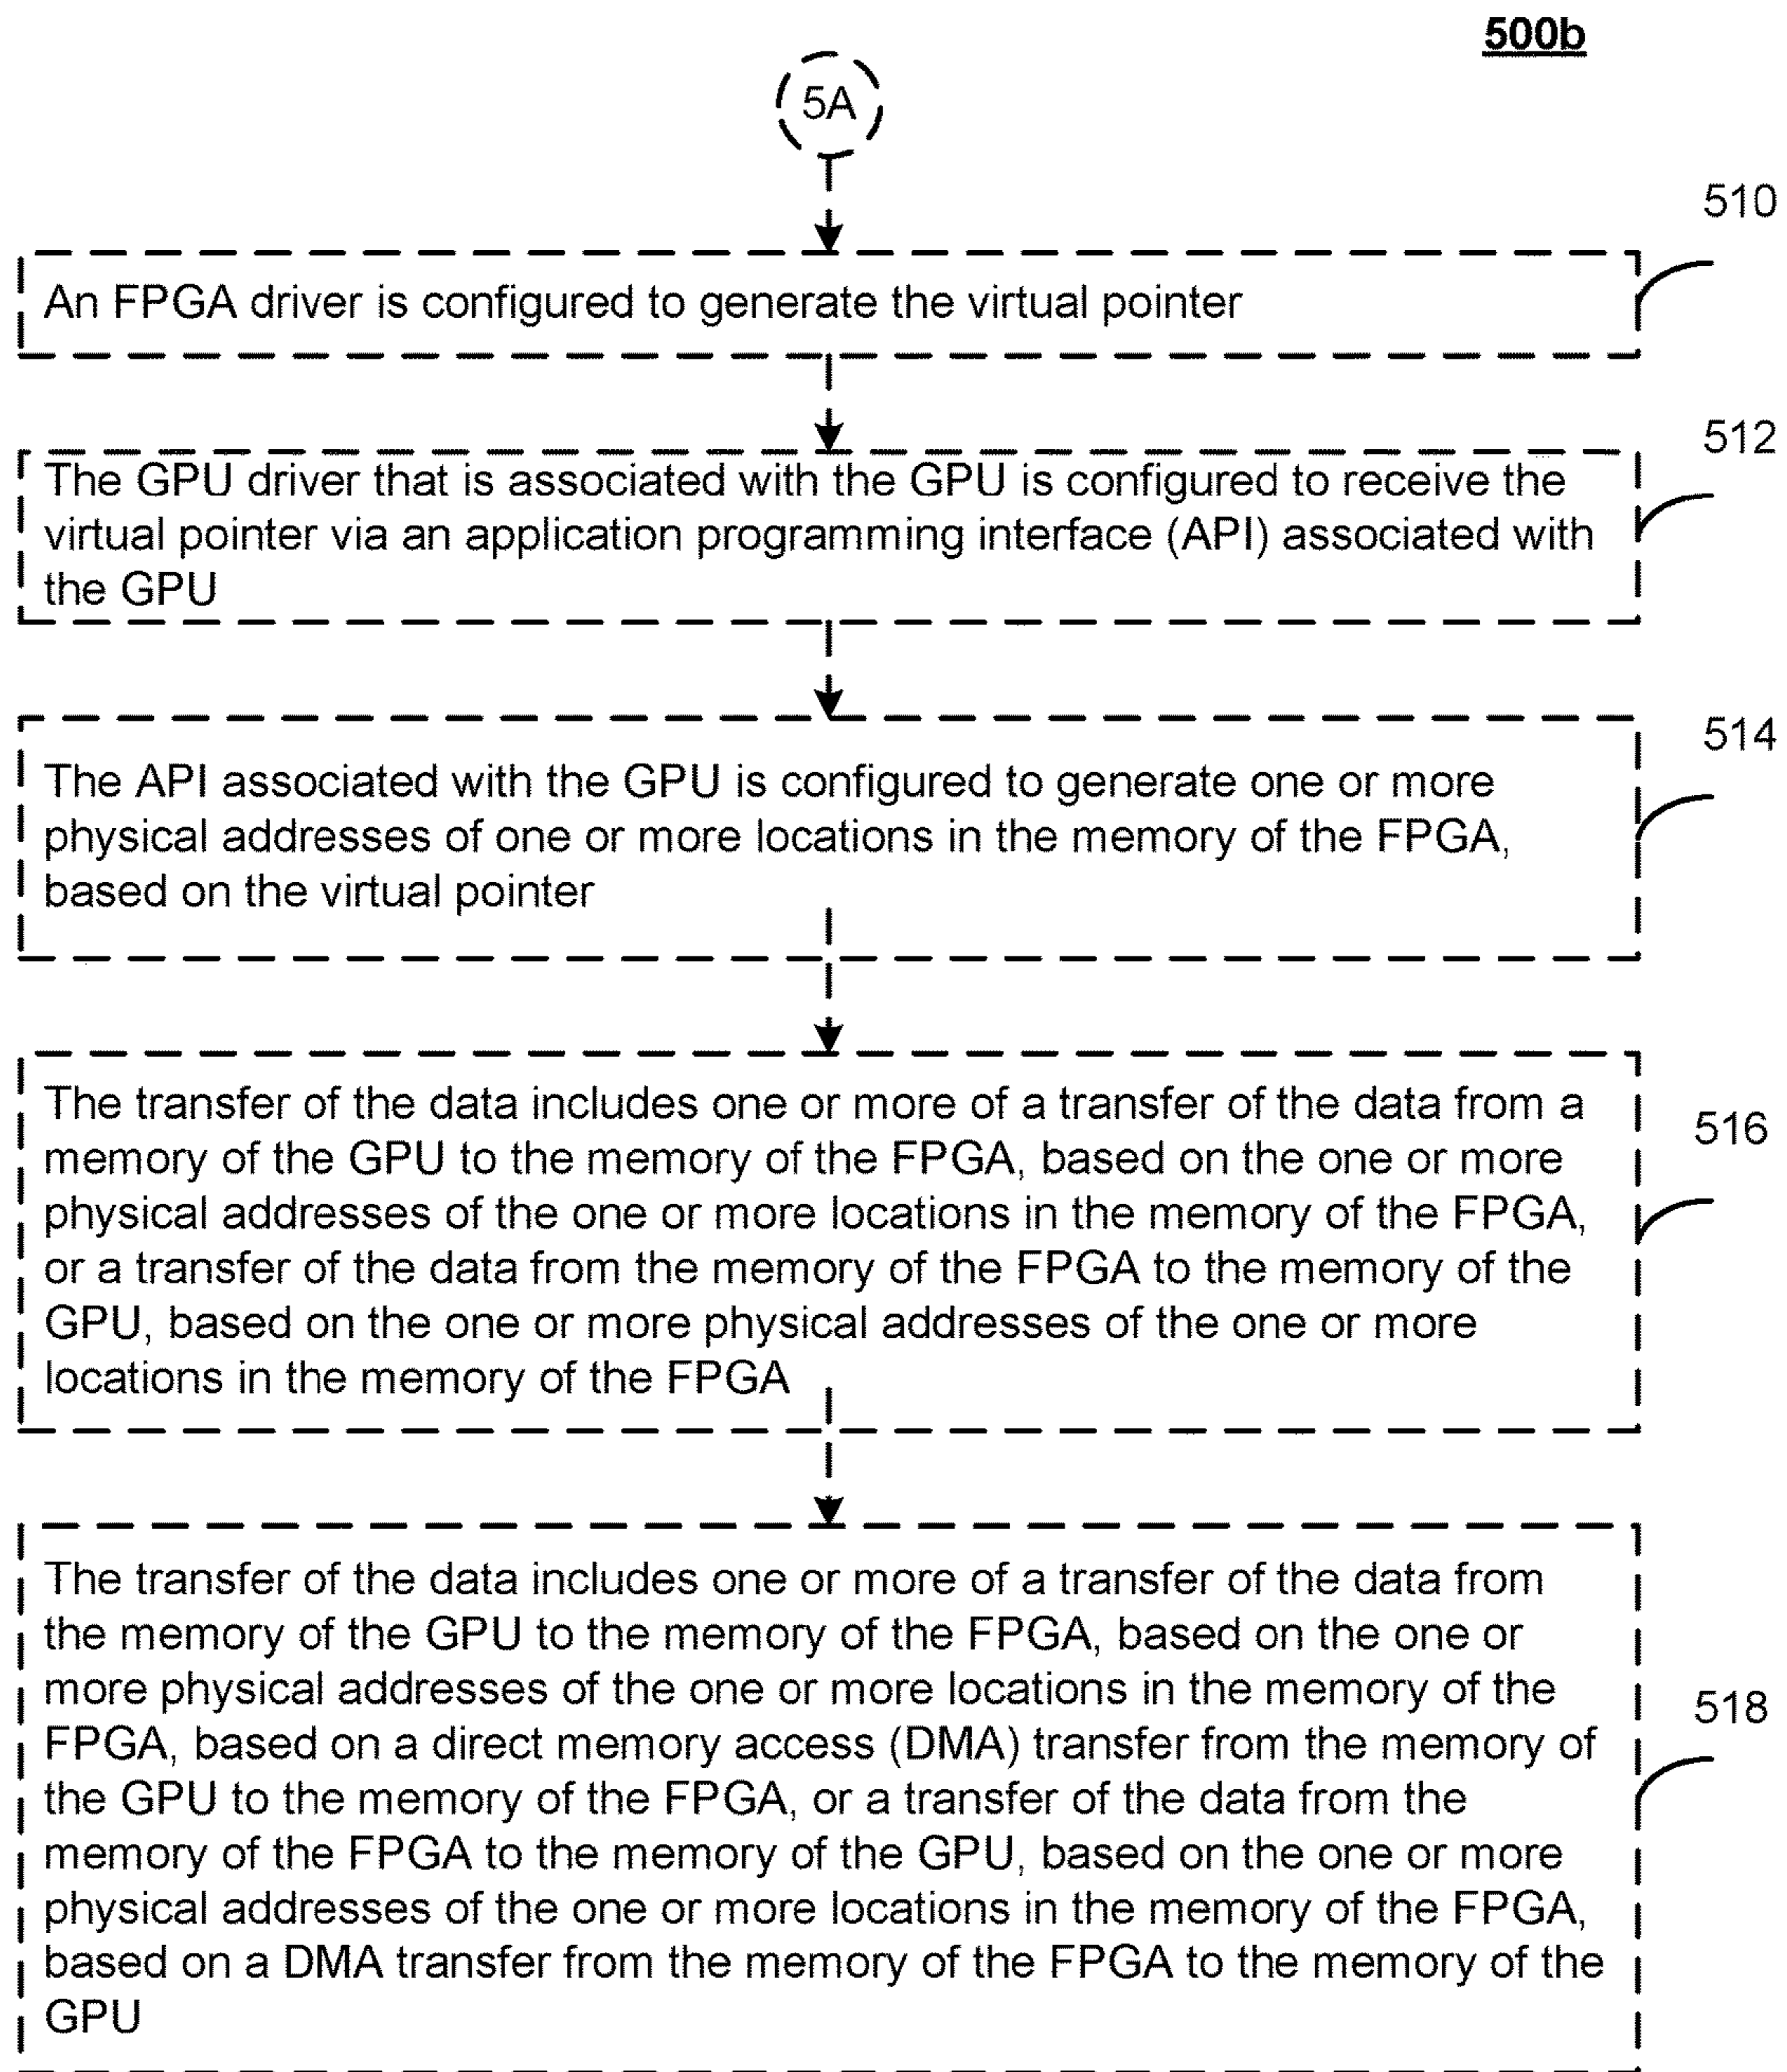 500b
5A
510
An FPGA driver is configured to generate the virtual pointer
512
The GPU driver that is associated with the GPU is configured to receive the
virtual pointer via an application programming interface (API) associated with
the GPU
514
The API associated with the GPU is configured to generate one or more
physical addresses of one or more locations in the memory of the FPGA,
based on the virtual pointer
The transfer of the data includes one or more of a transfer of the data from a
memory of the GPU to the memory of the FPGA, based on the one or more
516
physical addresses of the one or more locations in the memory of the FPGA,
or a transfer of the data from the memory of the FPGA to the memory of the
GPU, based on the one or more physical addresses of the one or more
locations in the memory of the FPGA
The transfer of the data includes one or more of a transfer of the data from
the memory of the GPU to the memory of the FPGA, based on the one or
more physical addresses of the one or more locations in the memory of the
518
FPGA, based on a direct memory access (DMA) transfer from the memory of
the GPU to the memory of the FPGA, or a transfer of the data from the
memory of the FPGA to the memory of the GPU, based on the one or more
physical addresses of the one or more locations in the memory of the FPGA,
based on a DMA transfer from the memory of the FPGA to the memory of the
GPU